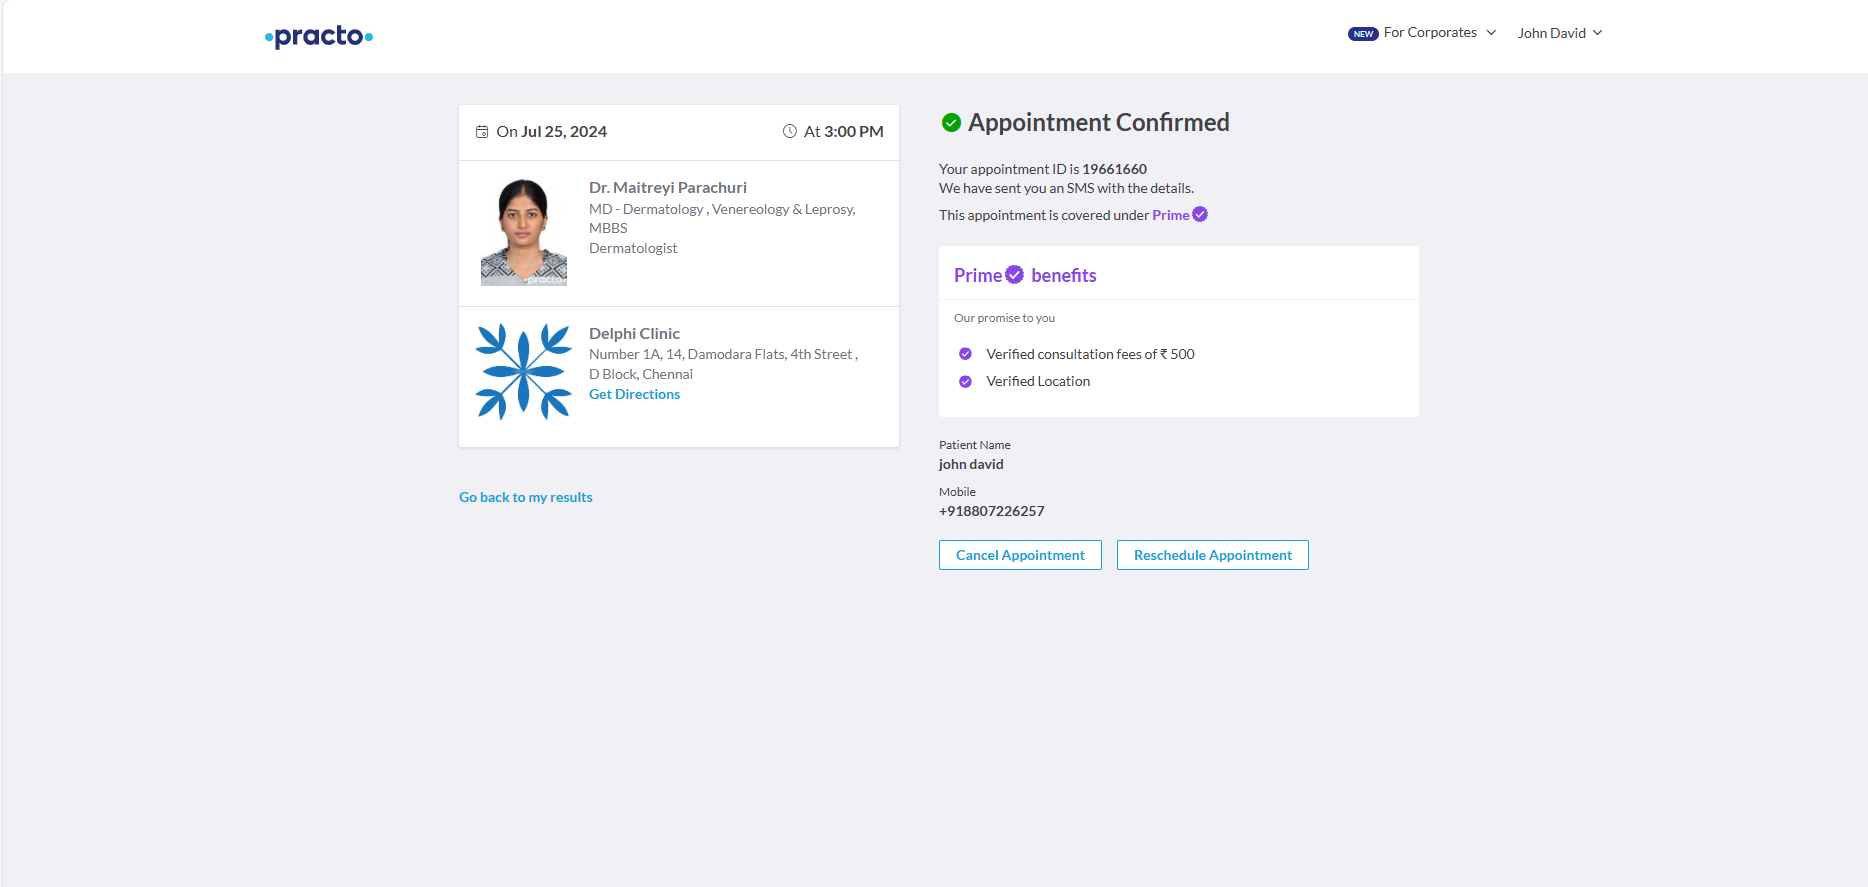 practo
NEW For Corporates
John David
On Jul 25, 2024
At 3:00 PM
Dr. Maitreyi Parachuri
MD - Dermatology , Venereology & Leprosy,
MBBS
Dermatologist
practo
Delphi Clinic
Number 1A, 14, Damodara Flats, 4th Street ,
D Block, Chennai
Get Directions
Go back to my results
Appointment Confirmed
Your appointment ID is 19661660
We have sent you an SMS with the details.
This appointment is covered under Prime
Prime benefits
Our promise to you
Verified consultation fees of ₹ 500
Verified Location
Patient Name
john david
Mobile
+918807226257
Cancel Appointment
Reschedule Appointment